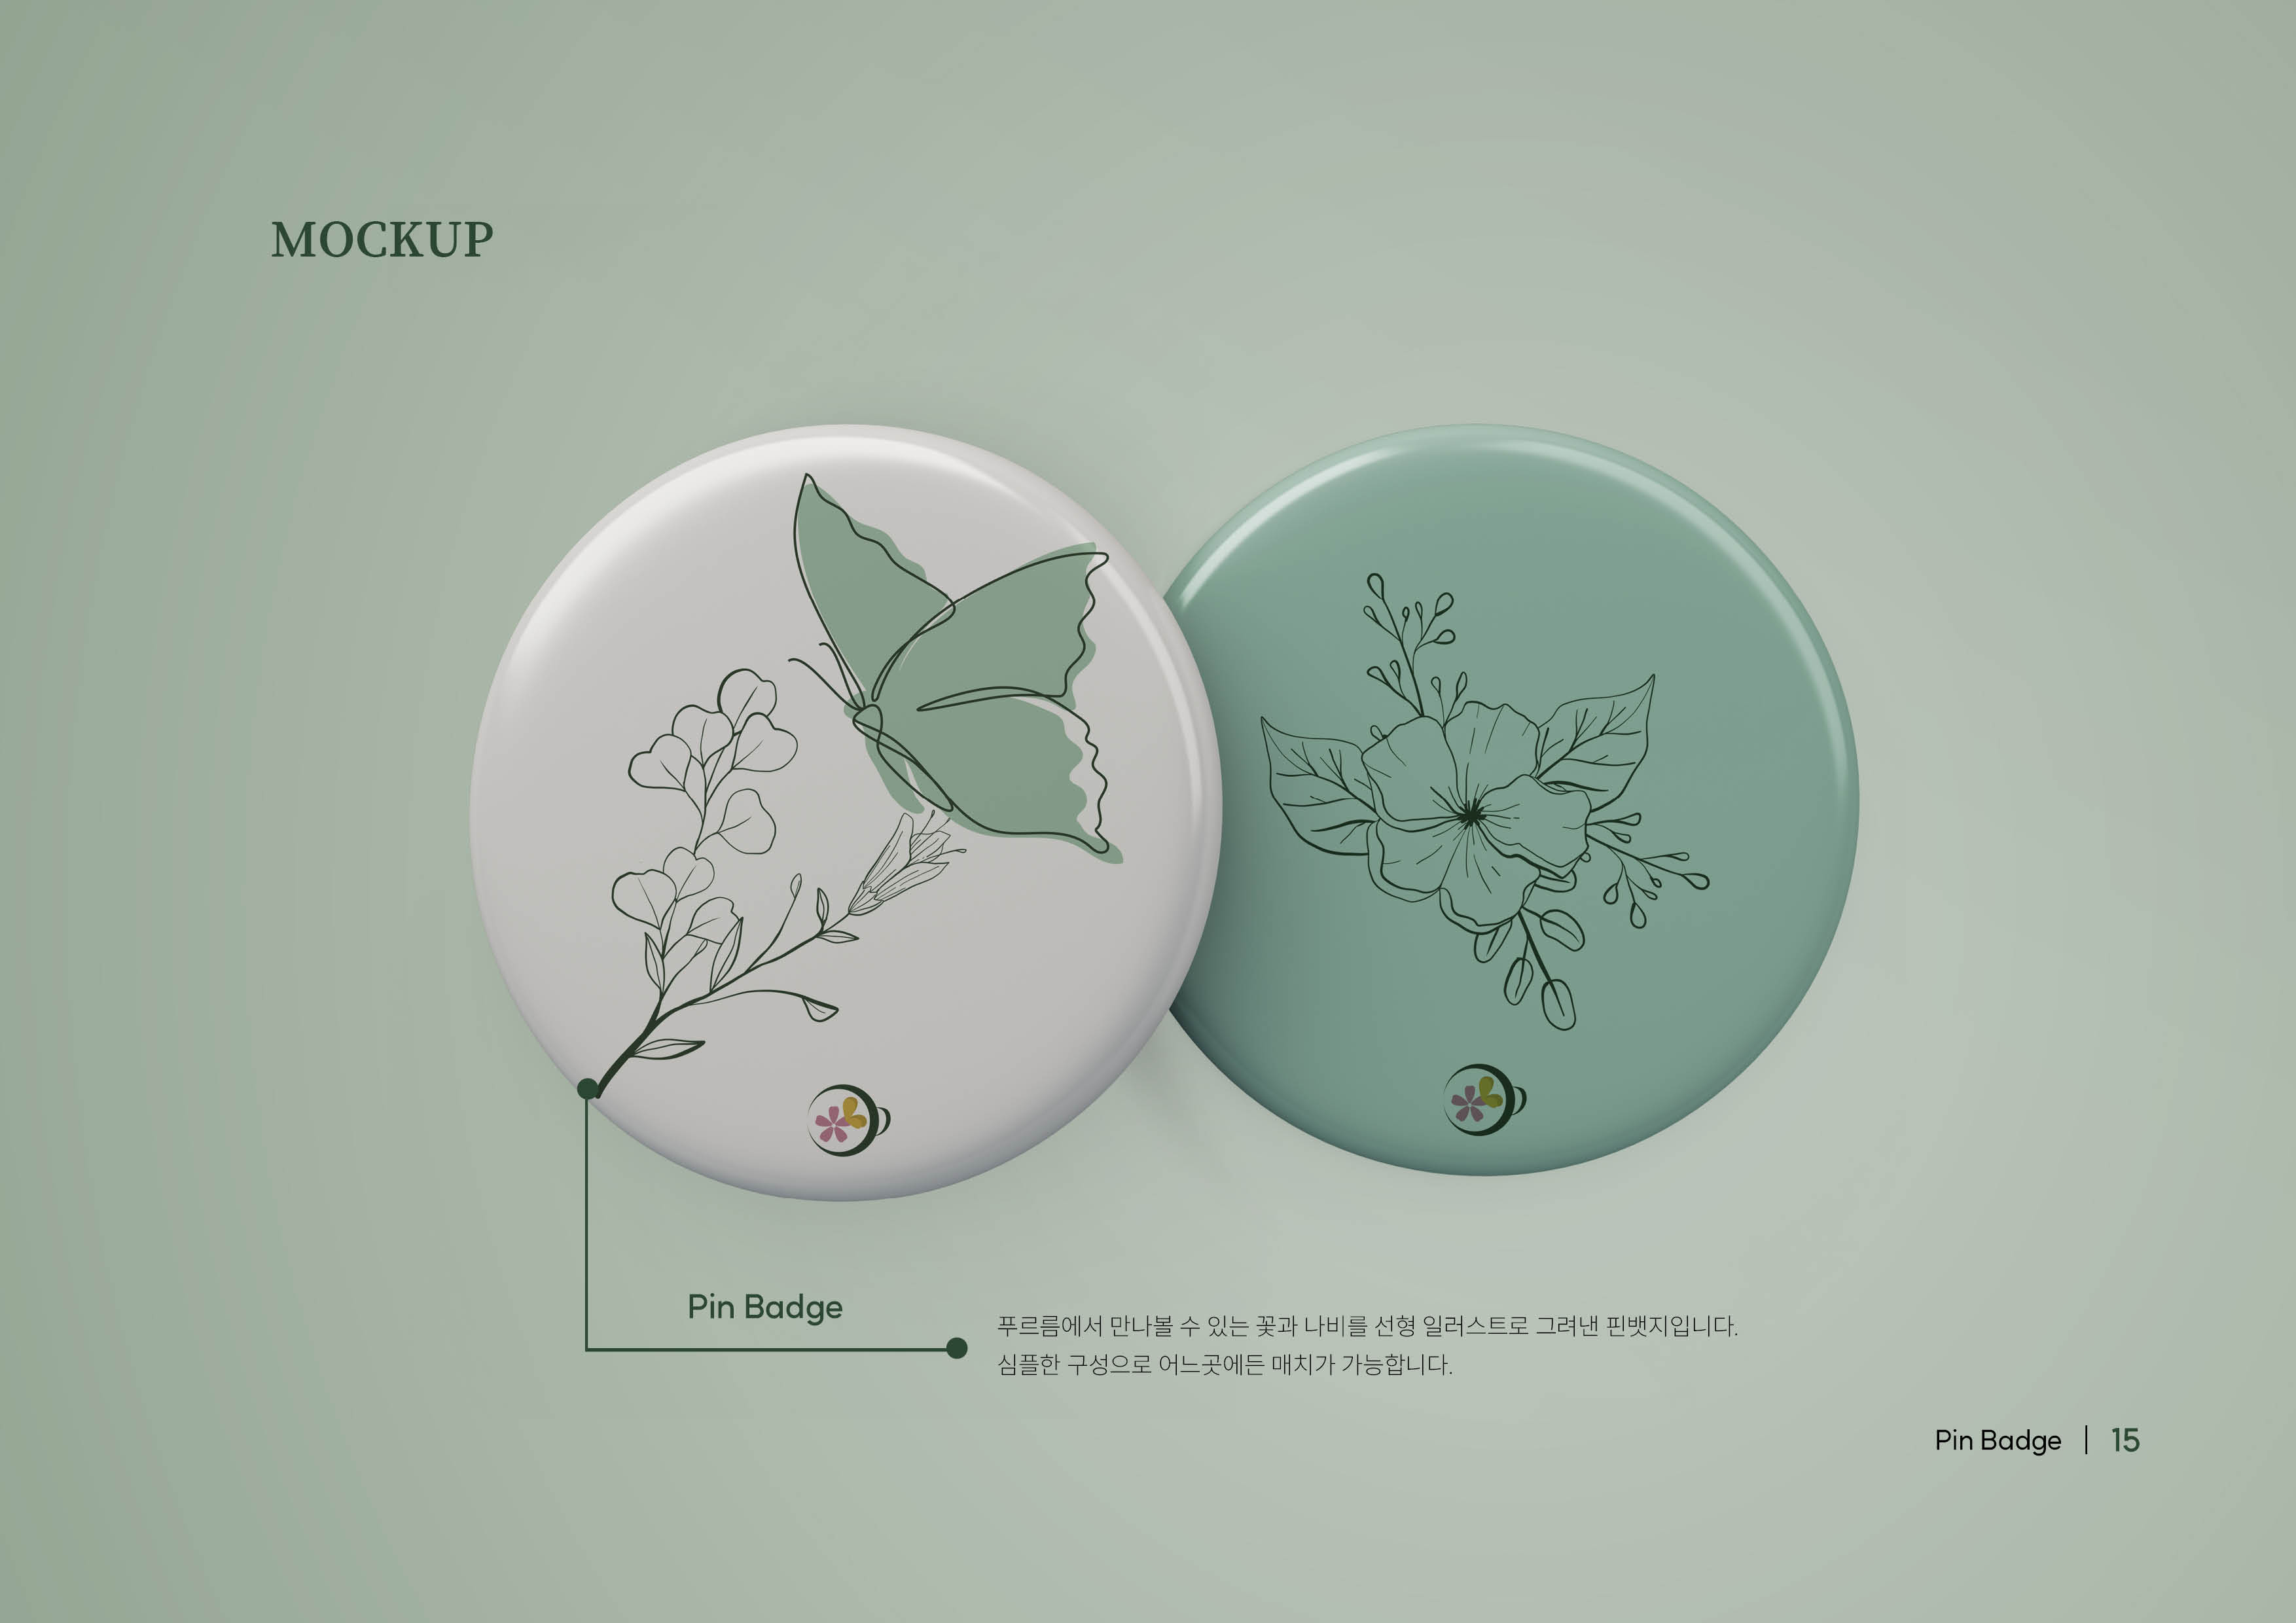 MOCKUP
Pin Badge
푸르름에서 만나볼 수 있는 꽃과 나비를 선형 일러스트로 그려낸 핀뱃지입니다.
심플한 구성으로 어느곳에든 매치가 가능합니다.
Pin Badge | 15